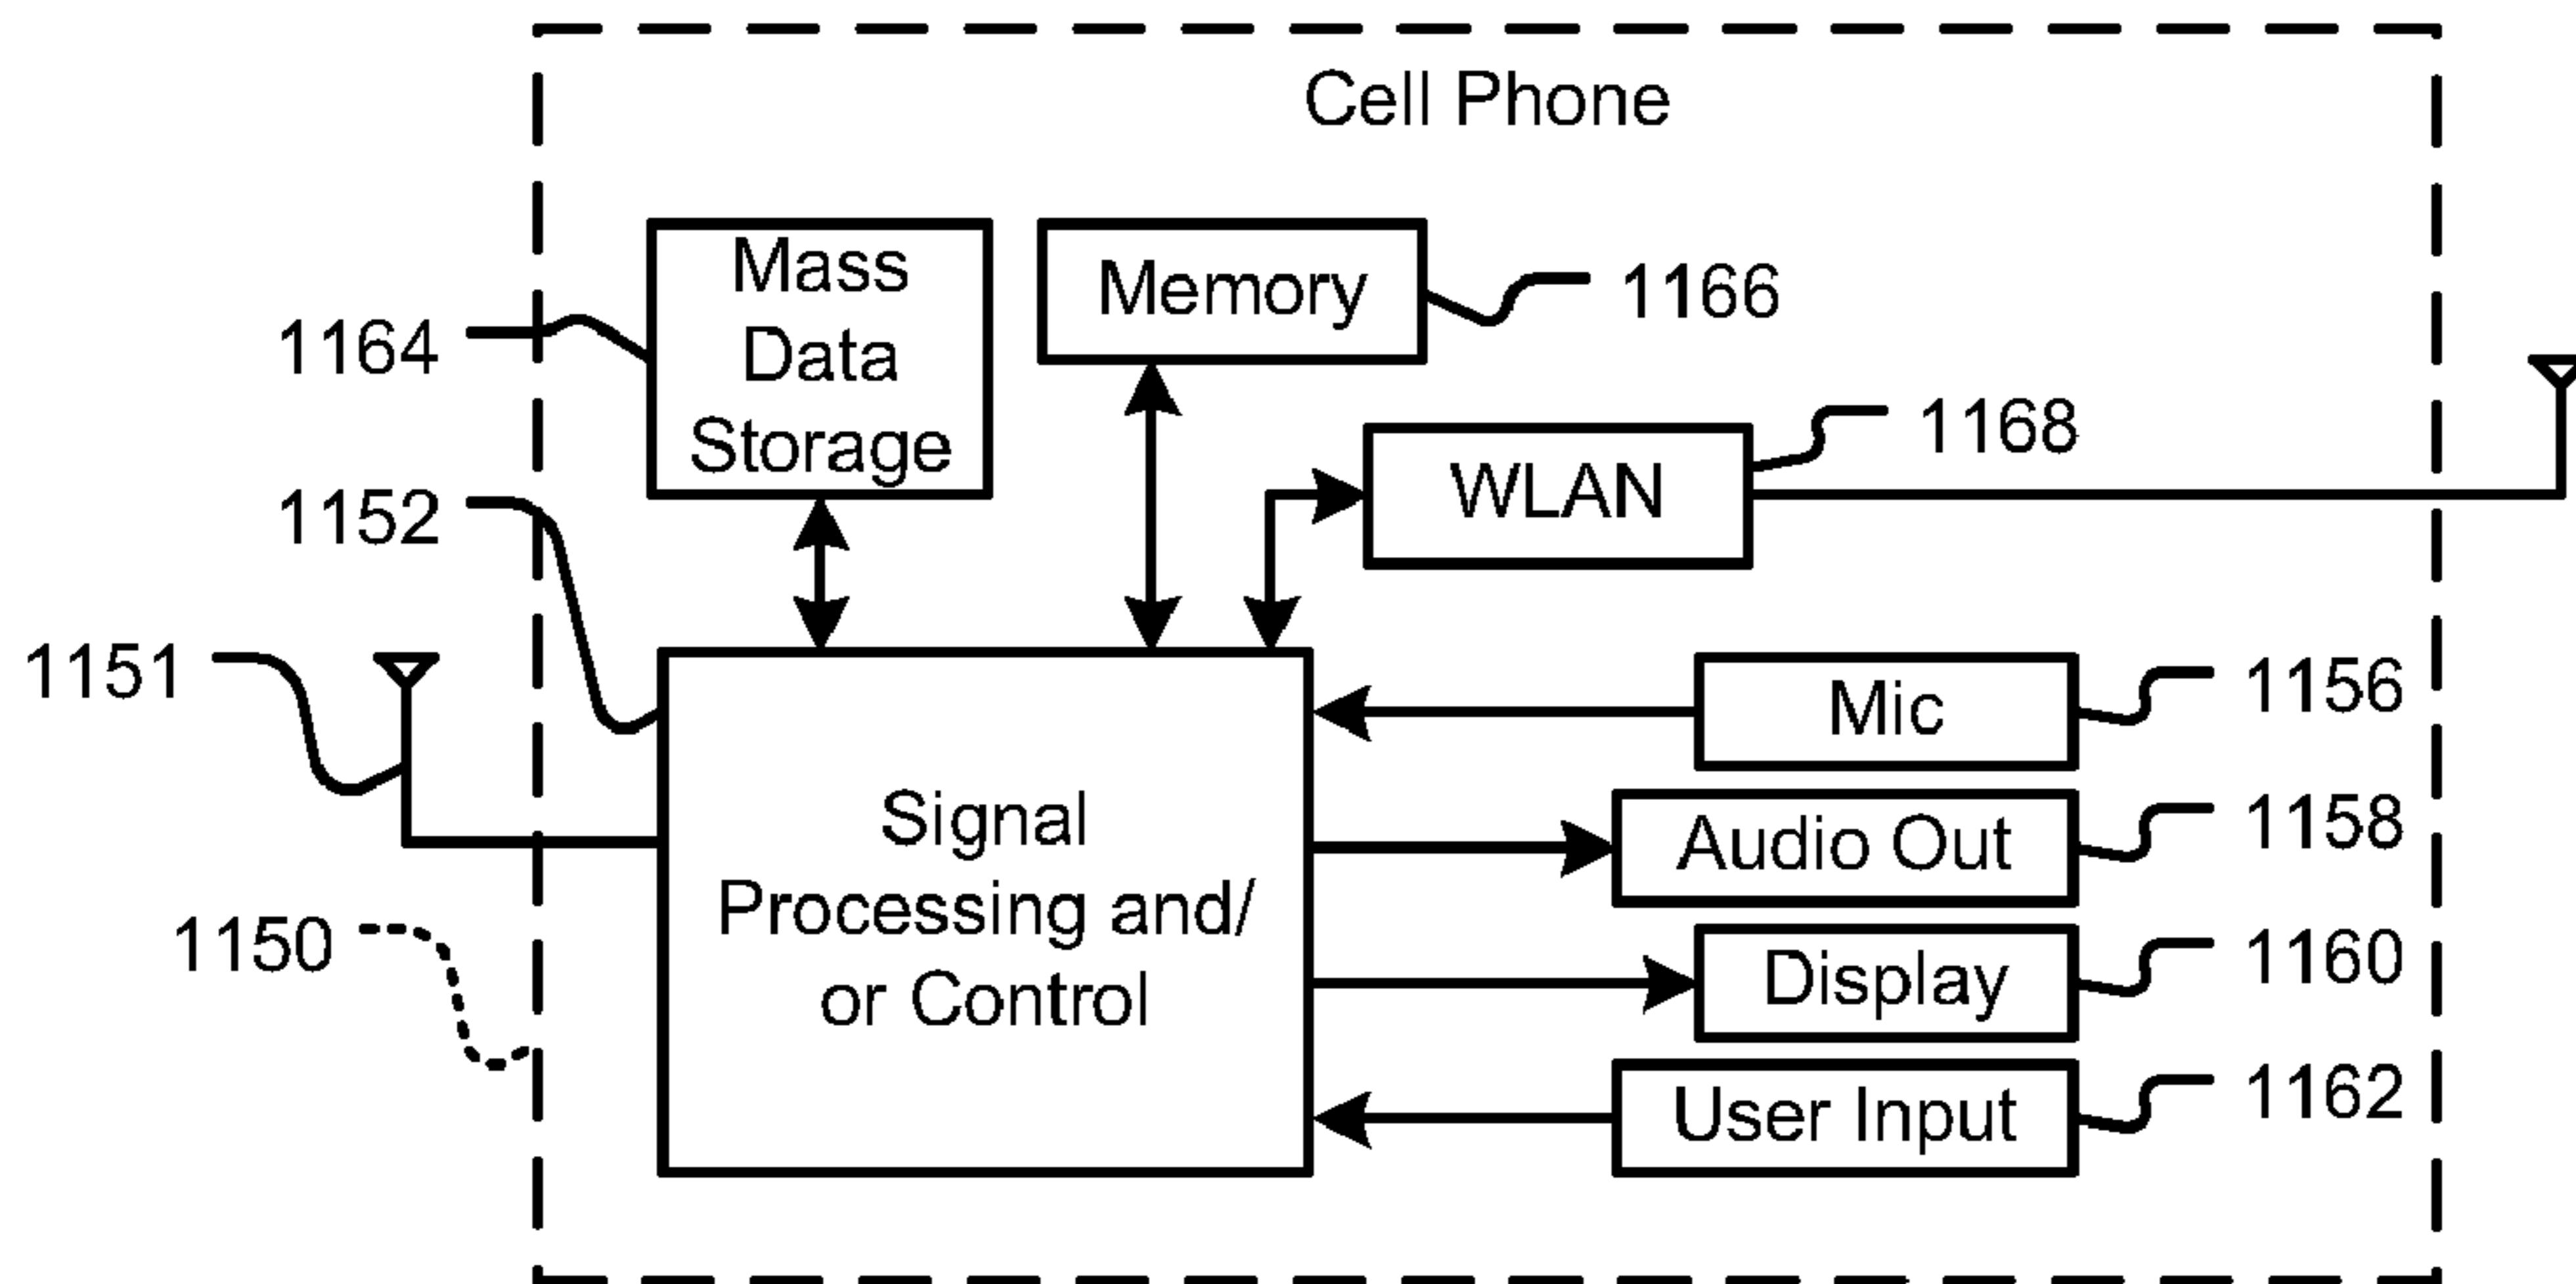 Cell Phone
Mass
Data
Storage
Memory
1166
1164
WLAN
1168
1152
1151
Mic
1156
Signal
Processing and/
or Control
Audio Out
1158
1150
Display
1160
User Input
1162